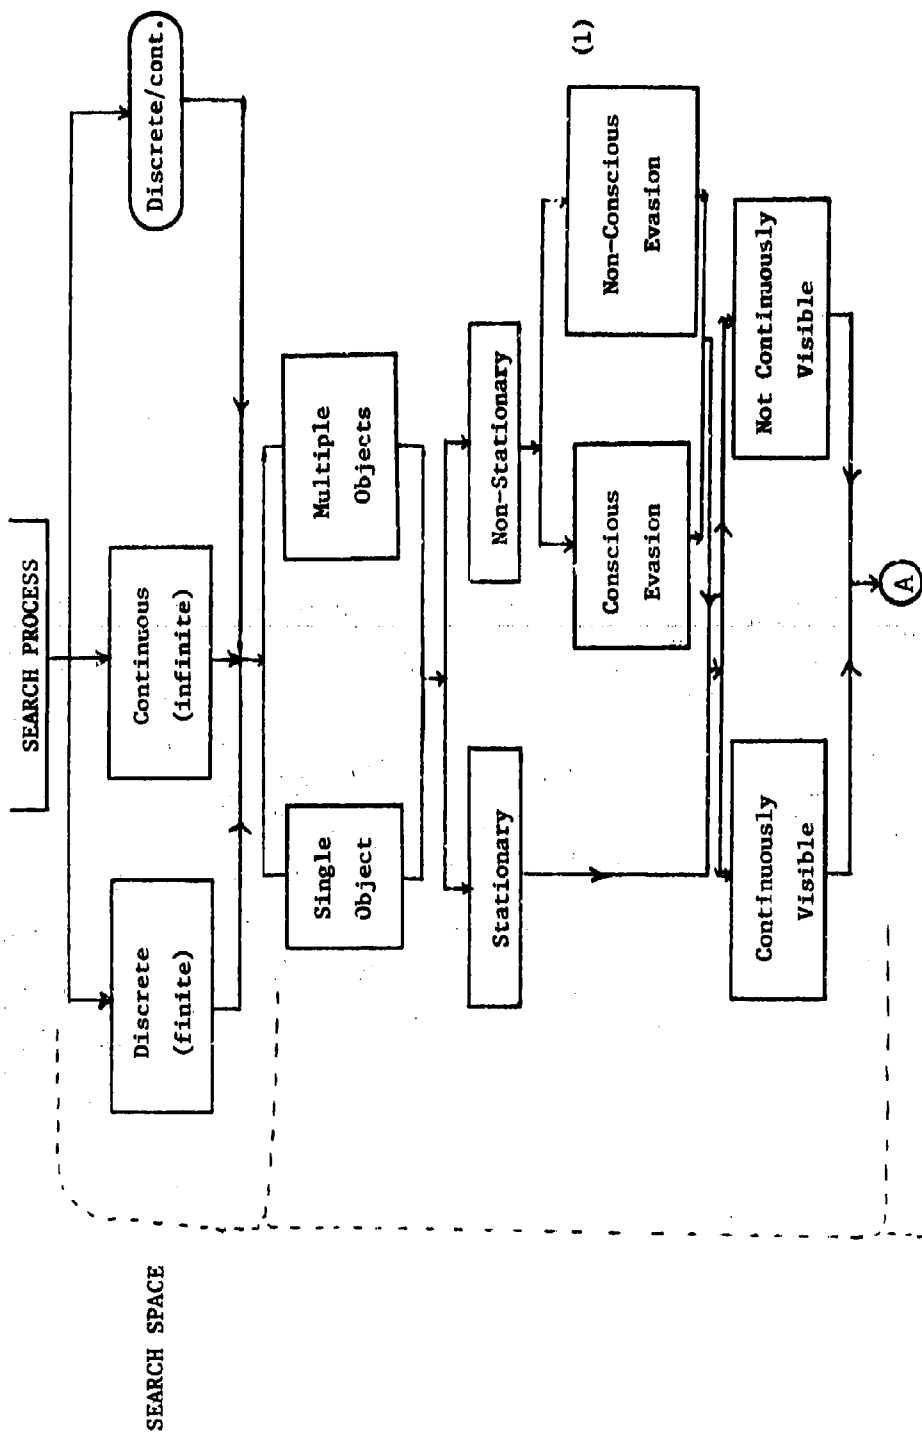 SEARCH PROCESS
SEARCH SPACE
Discrete
(finite)
Continuous
(infinite)
Discrete/cont.
Single
Object
Multiple
Objects
Stationary
Non-Stationary
Conscious
Evasion
Non-Conscious
Evasion
(1)
Continuously
Visible
Not Continuously
Visible
A